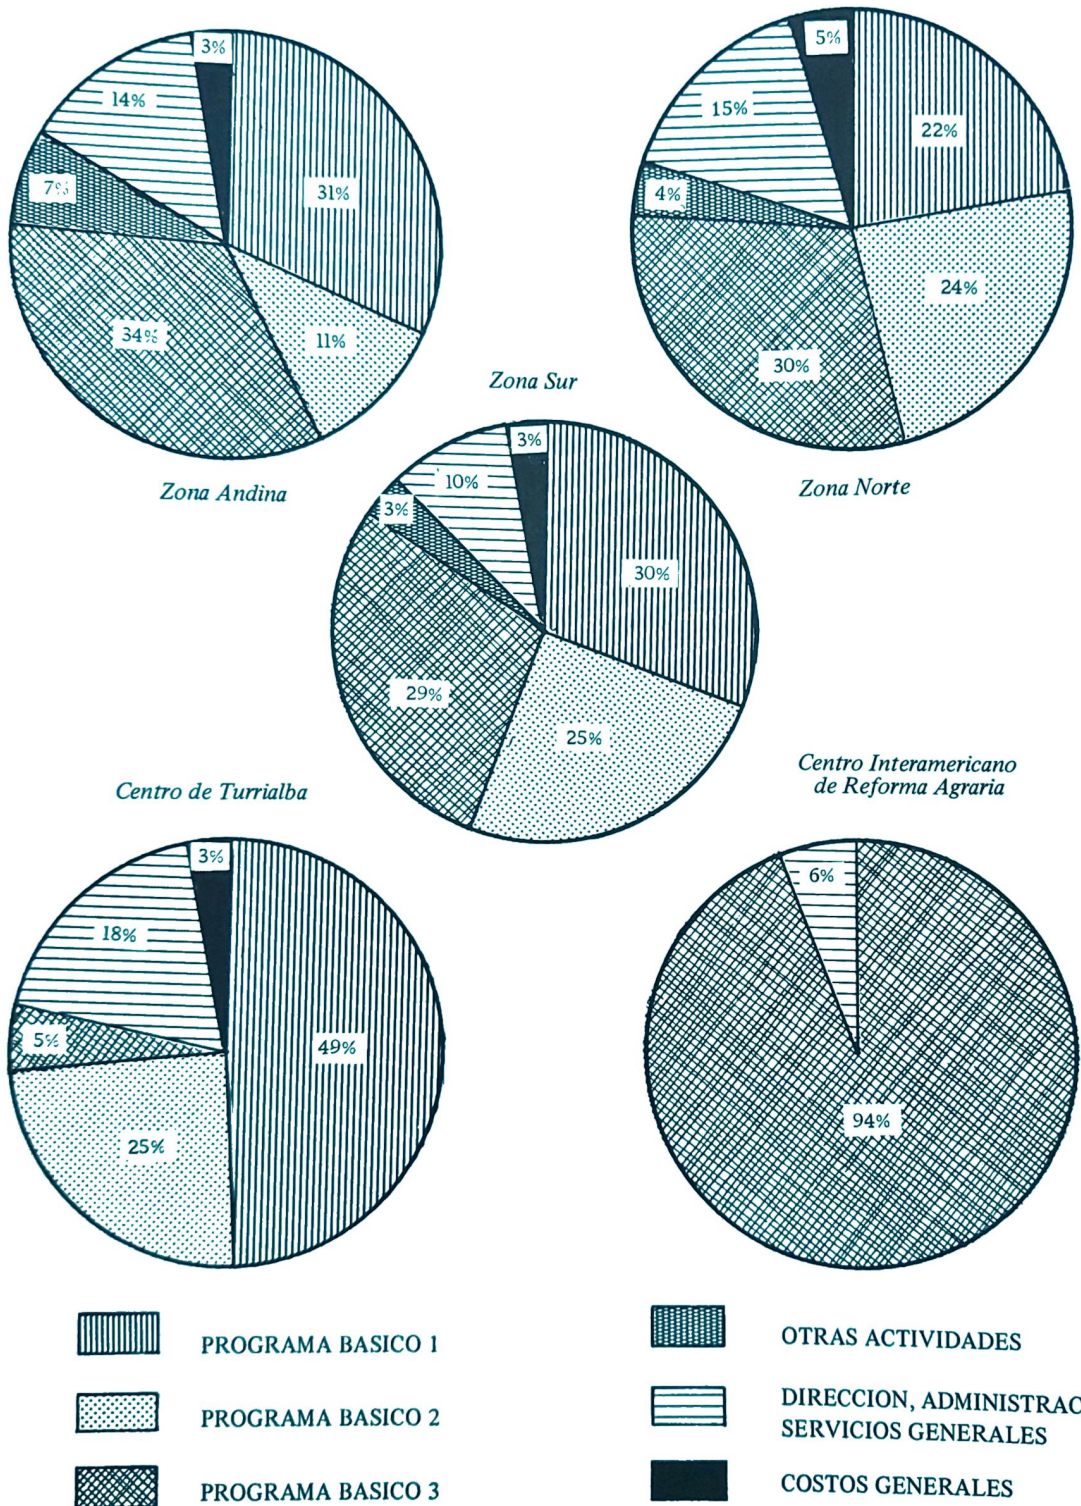 3%
14%
7%
31%
34%
11%
Zona Andina
5%
15%
22%
4%
24%
30%
Zona Norte
Zona Sur
3%
10%
3%
30%
29%
25%
Centro de Turrialba
3%
18%
5%
49%
25%
Centro Interamericano
de Reforma Agraria
6%
94%
PROGRAMA BASICO 1
PROGRAMA BASICO 2
PROGRAMA BASICO 3
OTRAS ACTIVIDADES
DIRECCION, ADMINISTRAC
SERVICIOS GENERALES
COSTOS GENERALES